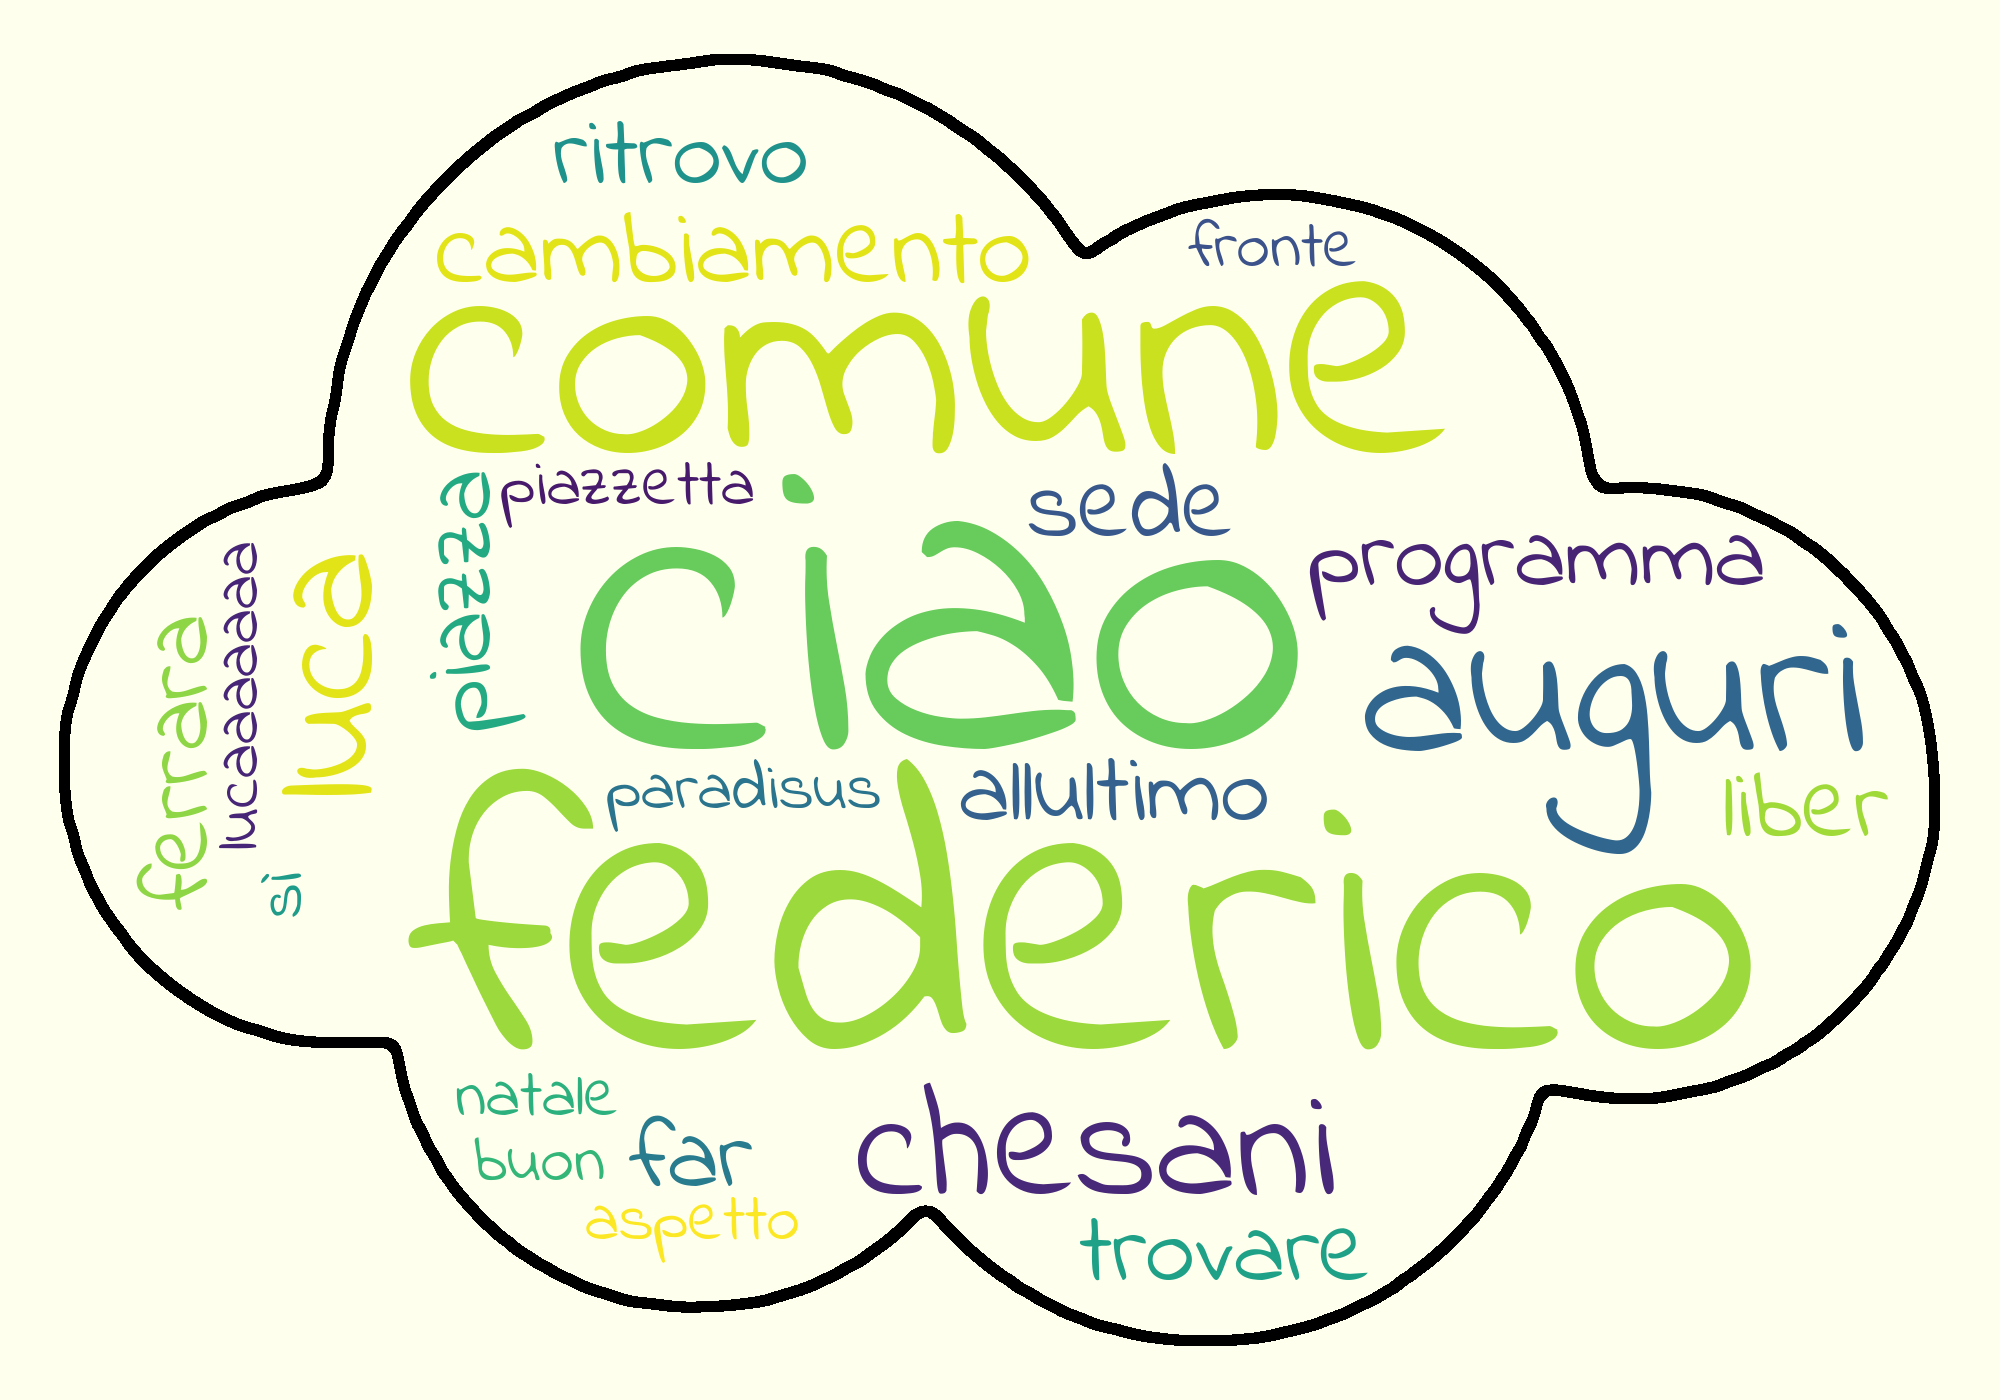 ritrovo
cambiamento
fronte
comune
piazzetta
sede
piazza
ciao
programma
lucaaaaaaaa
luca
ferrara
auguri
paradisus
allultimo
liber
sì
federico
natale
chesani
buon
far
aspetto
trovare